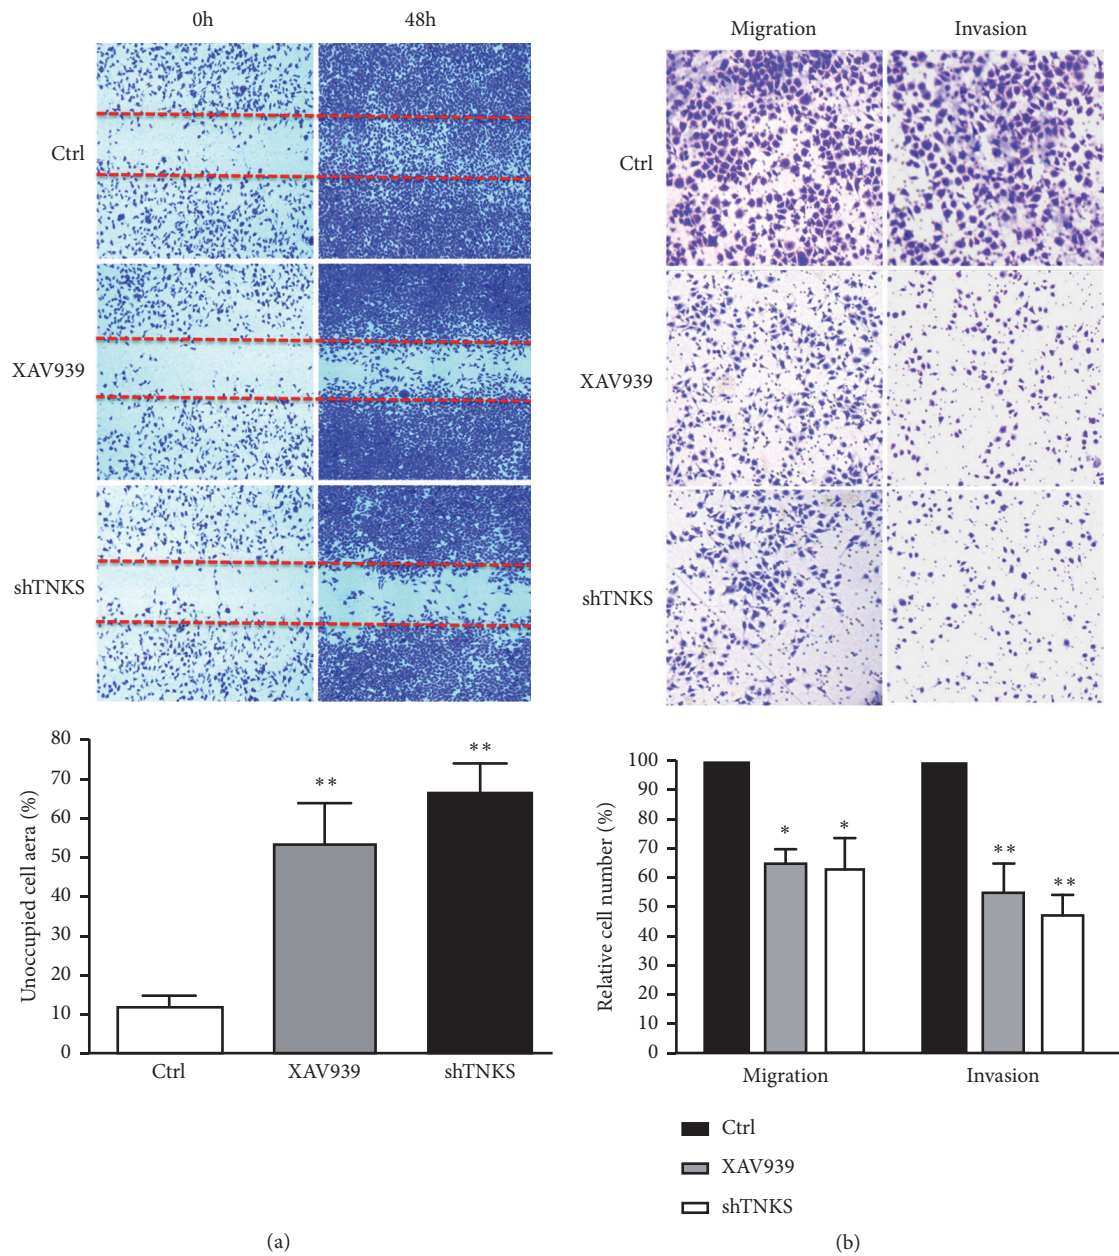 0h 48h
Ctrl
XAV939
shTNKS
Unoccupied cell aera (%)
80
70
60
50
40
30
20
10
0
** **
Ctrl XAV939 shTNKS
(a)
Migration Invasion
Ctrl
XAV939
shTNKS
Relative cell number (%)
100
90
80
70
60
50
40
30
20
10
0
* * ** **
Migration Invasion
Ctrl
XAV939
shTNKS
(b)